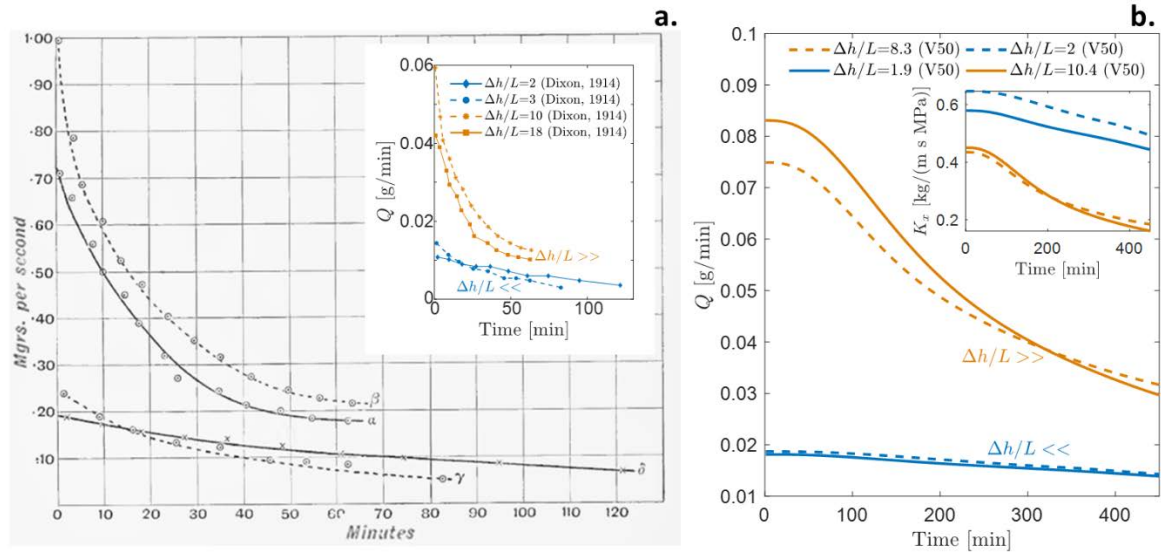 a.
Mgrs. per second
1.00
.90
.80
.70
.60
.50
.40
.30
.20
.10
0 10 20 30 40 50 60 70 80 90 100 110 120
Minutes
β
α
γ
δ
Q [g/min]
0.06
0.04
0.02
0
Δh/L=2 (Dixon, 1914)
Δh/L=3 (Dixon, 1914)
Δh/L=10 (Dixon, 1914)
Δh/L=18 (Dixon, 1914)
Δh/L >>
Δh/L <<
0 50 100
Time [min]
b.
Q [g/min]
0.1
0.09
0.08
0.07
0.06
0.05
0.04
0.03
0.02
0.01
Δh/L=8.3 (V50) Δh/L=2 (V50)
Δh/L=1.9 (V50) Δh/L=10.4 (V50)
K_x [kg/(m s MPa)]
0.6
0.4
0.2
0 200 400
Time [min]
Δh/L >>
Δh/L <<
0 100 200 300 400
Time [min]